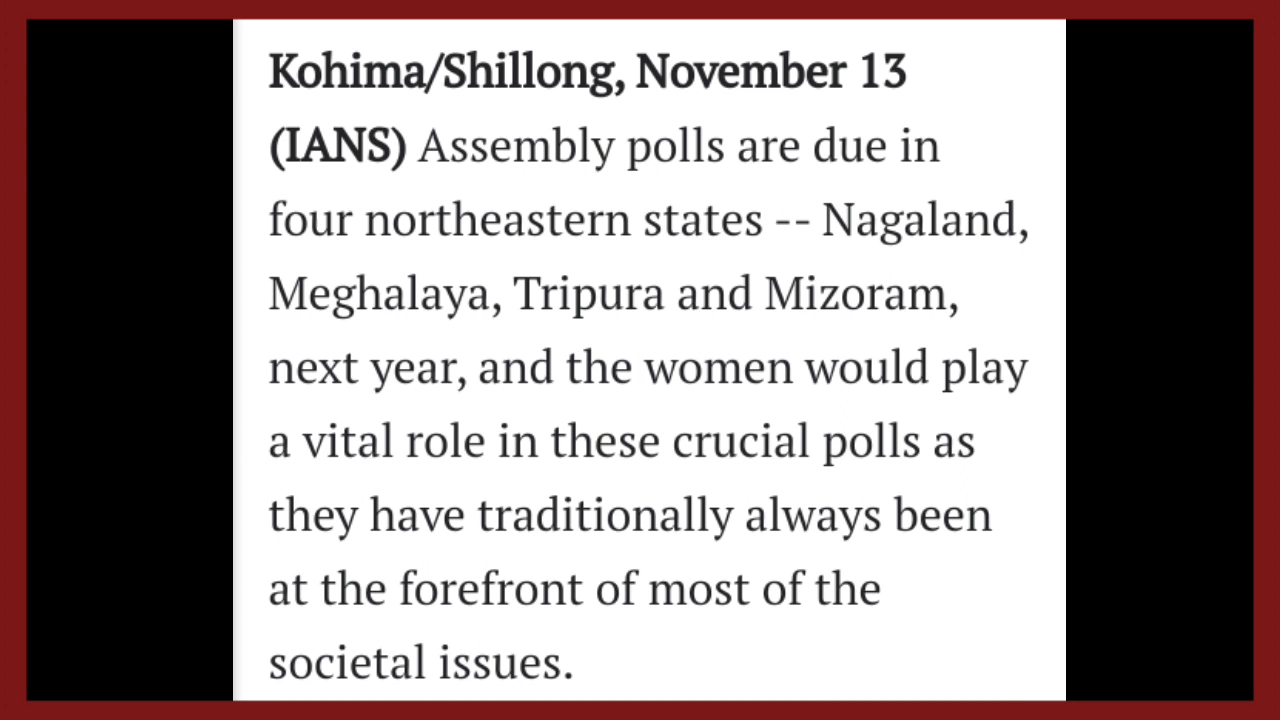 Kohima/Shillong, November 13
(IANS) Assembly polls are due in
four northeastern states -- Nagaland,
Meghalaya, Tripura and Mizoram,
next year, and the women would play
a vital role in these crucial polls as
they have traditionally always been
at the forefront of most of the
societal issues.